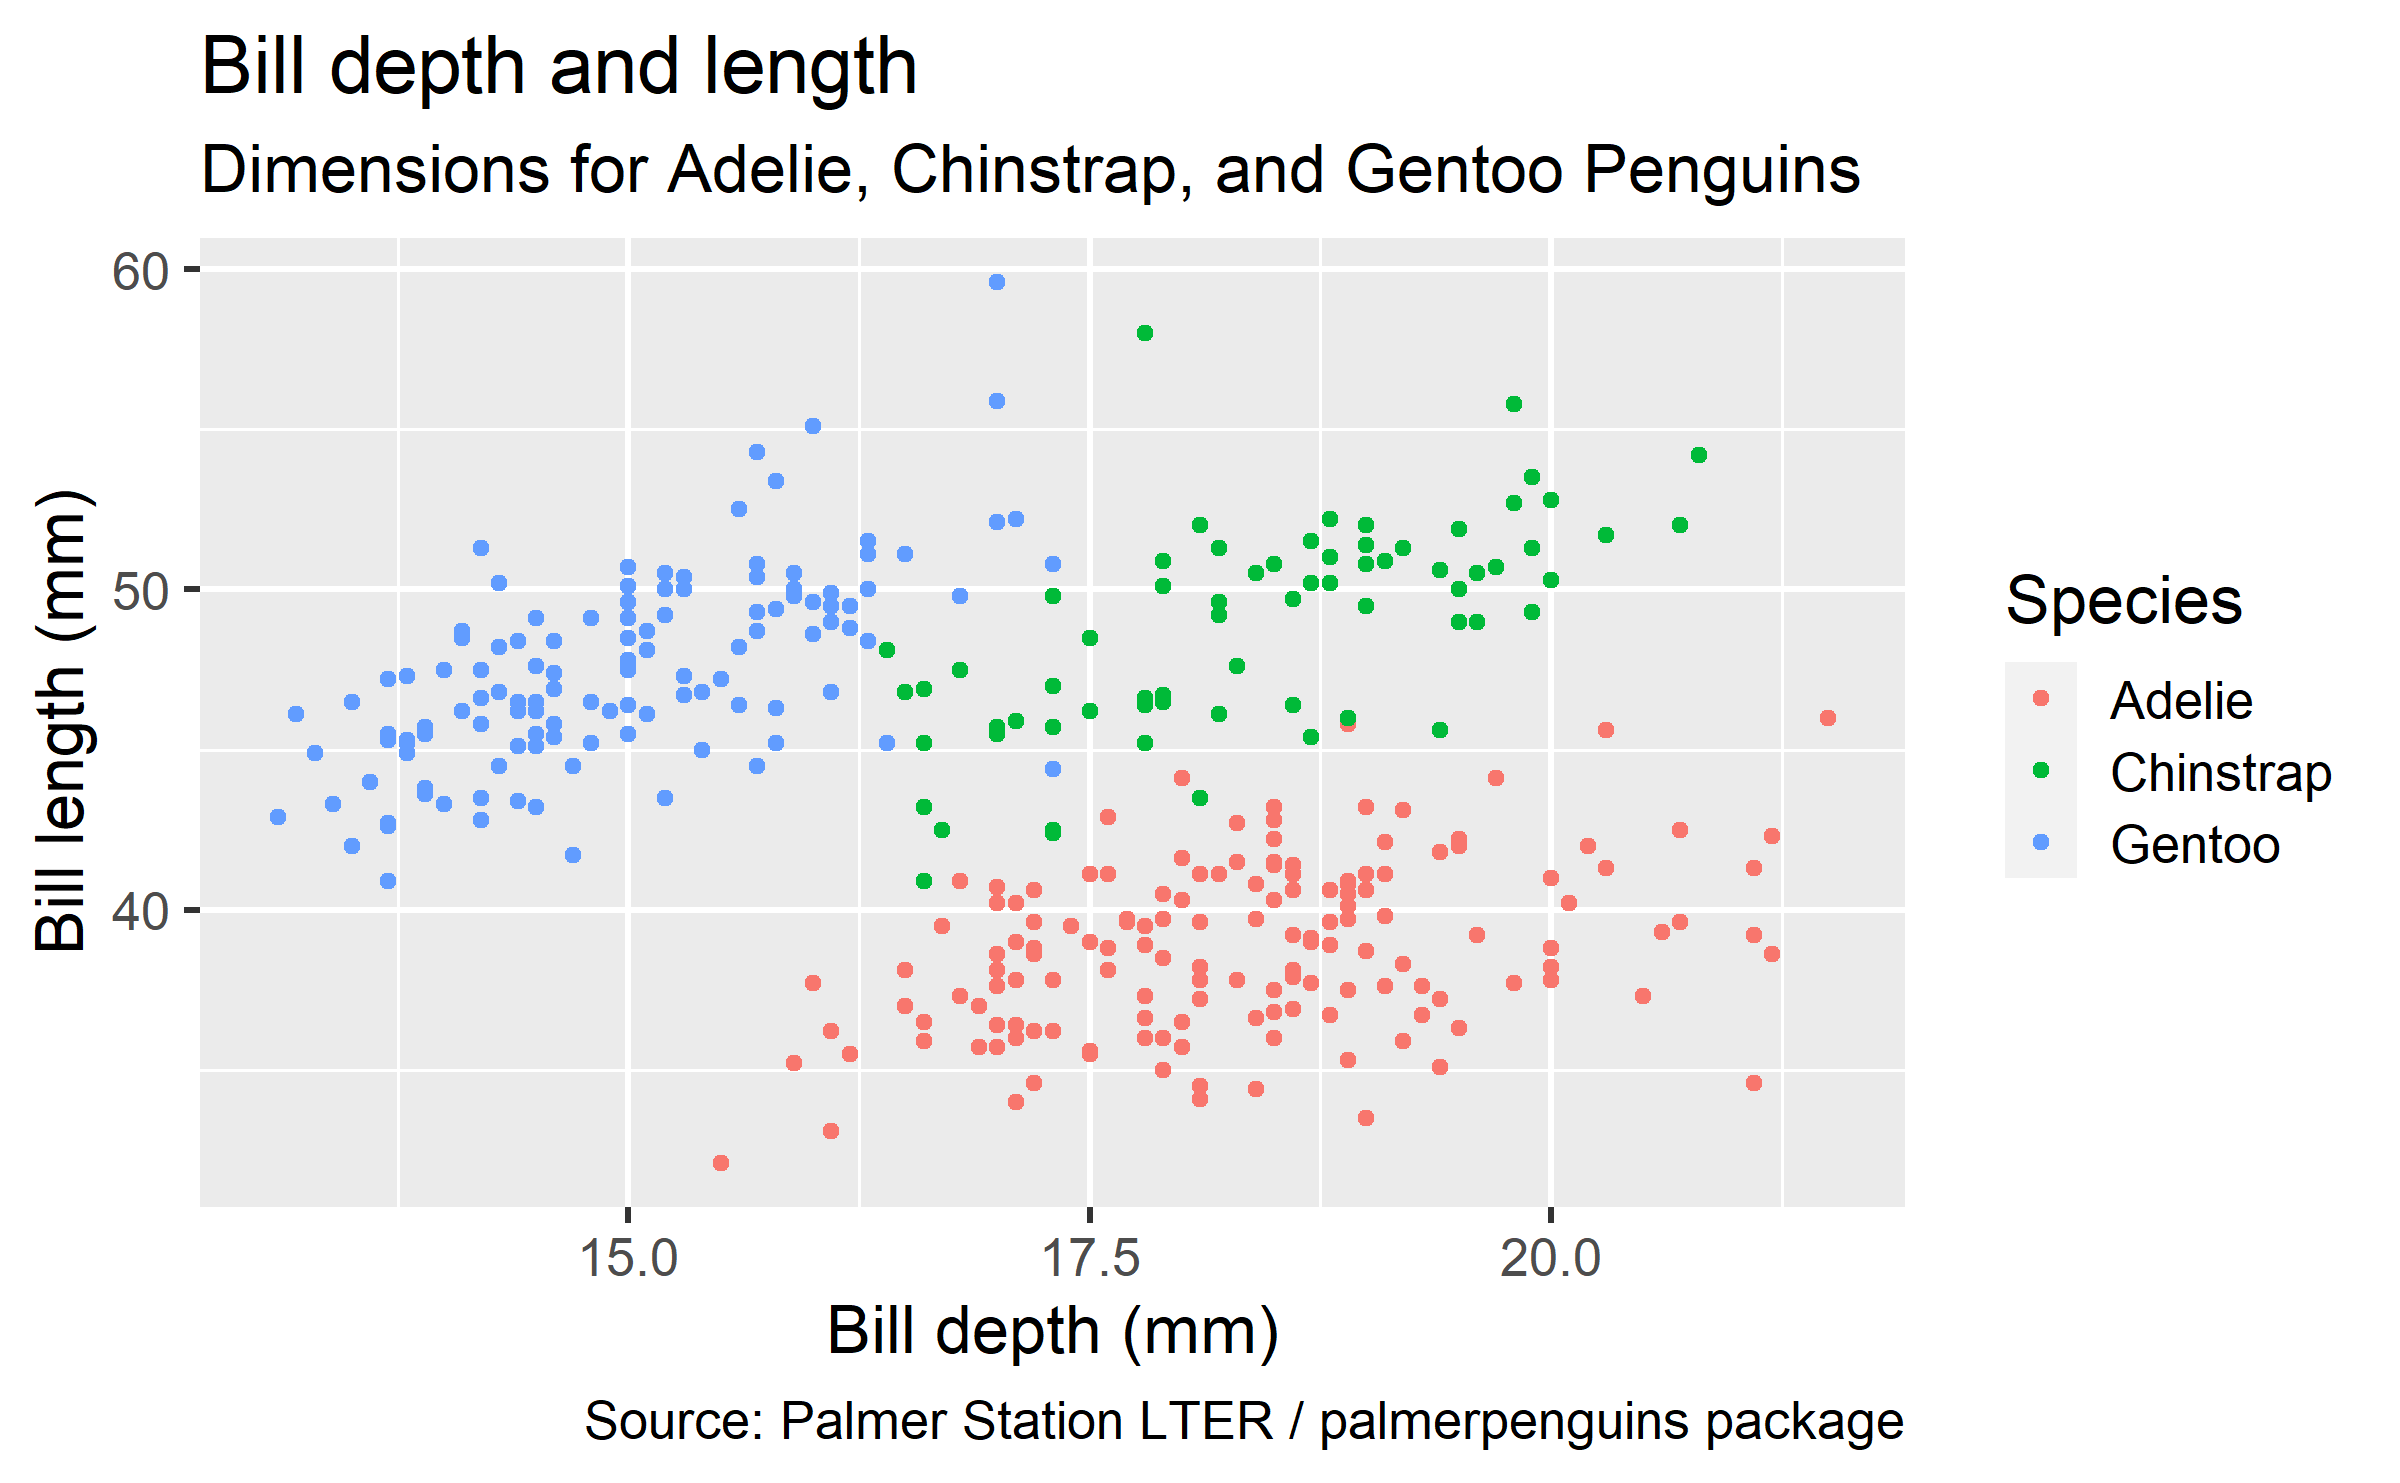 Bill depth and length
Dimensions for Adelie, Chinstrap, and Gentoo Penguins
Bill length (mm)
60
50
40
15.0 17.5 20.0
Bill depth (mm)
Species
Adelie
Chinstrap
Gentoo
Source: Palmer Station LTER / palmerpenguins package